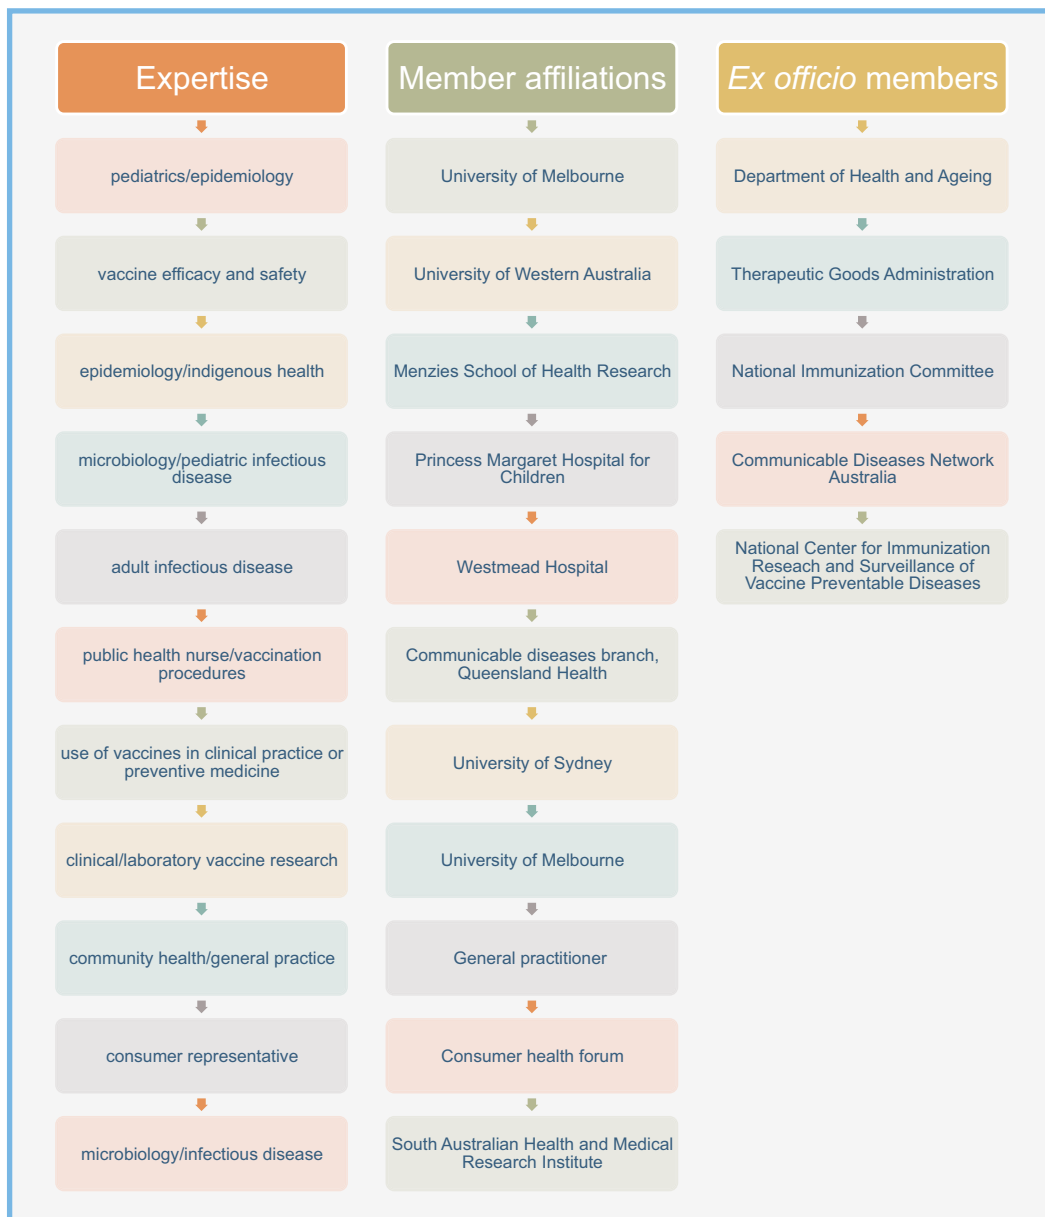 Expertise
pediatrics/epidemiology
vaccine efficacy and safety
epidemiology/indigenous health
microbiology/pediatric infectious
disease
adult infectious disease
public health nurse/vaccination
procedures
use of vaccines in clinical practice or
preventive medicine
clinical/laboratory vaccine research
community health/general practice
consumer representative
microbiology/infectious disease
Member affiliations
University of Melbourne
University of Western Australia
Menzies School of Health Research
Princess Margaret Hospital for
Children
Westmead Hospital
Communicable diseases branch,
Queensland Health
University of Sydney
University of Melbourne
General practitioner
Consumer health forum
South Australian Health and Medical
Research Institute
Ex officio members
Department of Health and Ageing
Therapeutic Goods Administration
National Immunization Committee
Communicable Diseases Network
Australia
National Center for Immunization
Reseach and Surveillance of
Vaccine Preventable Diseases